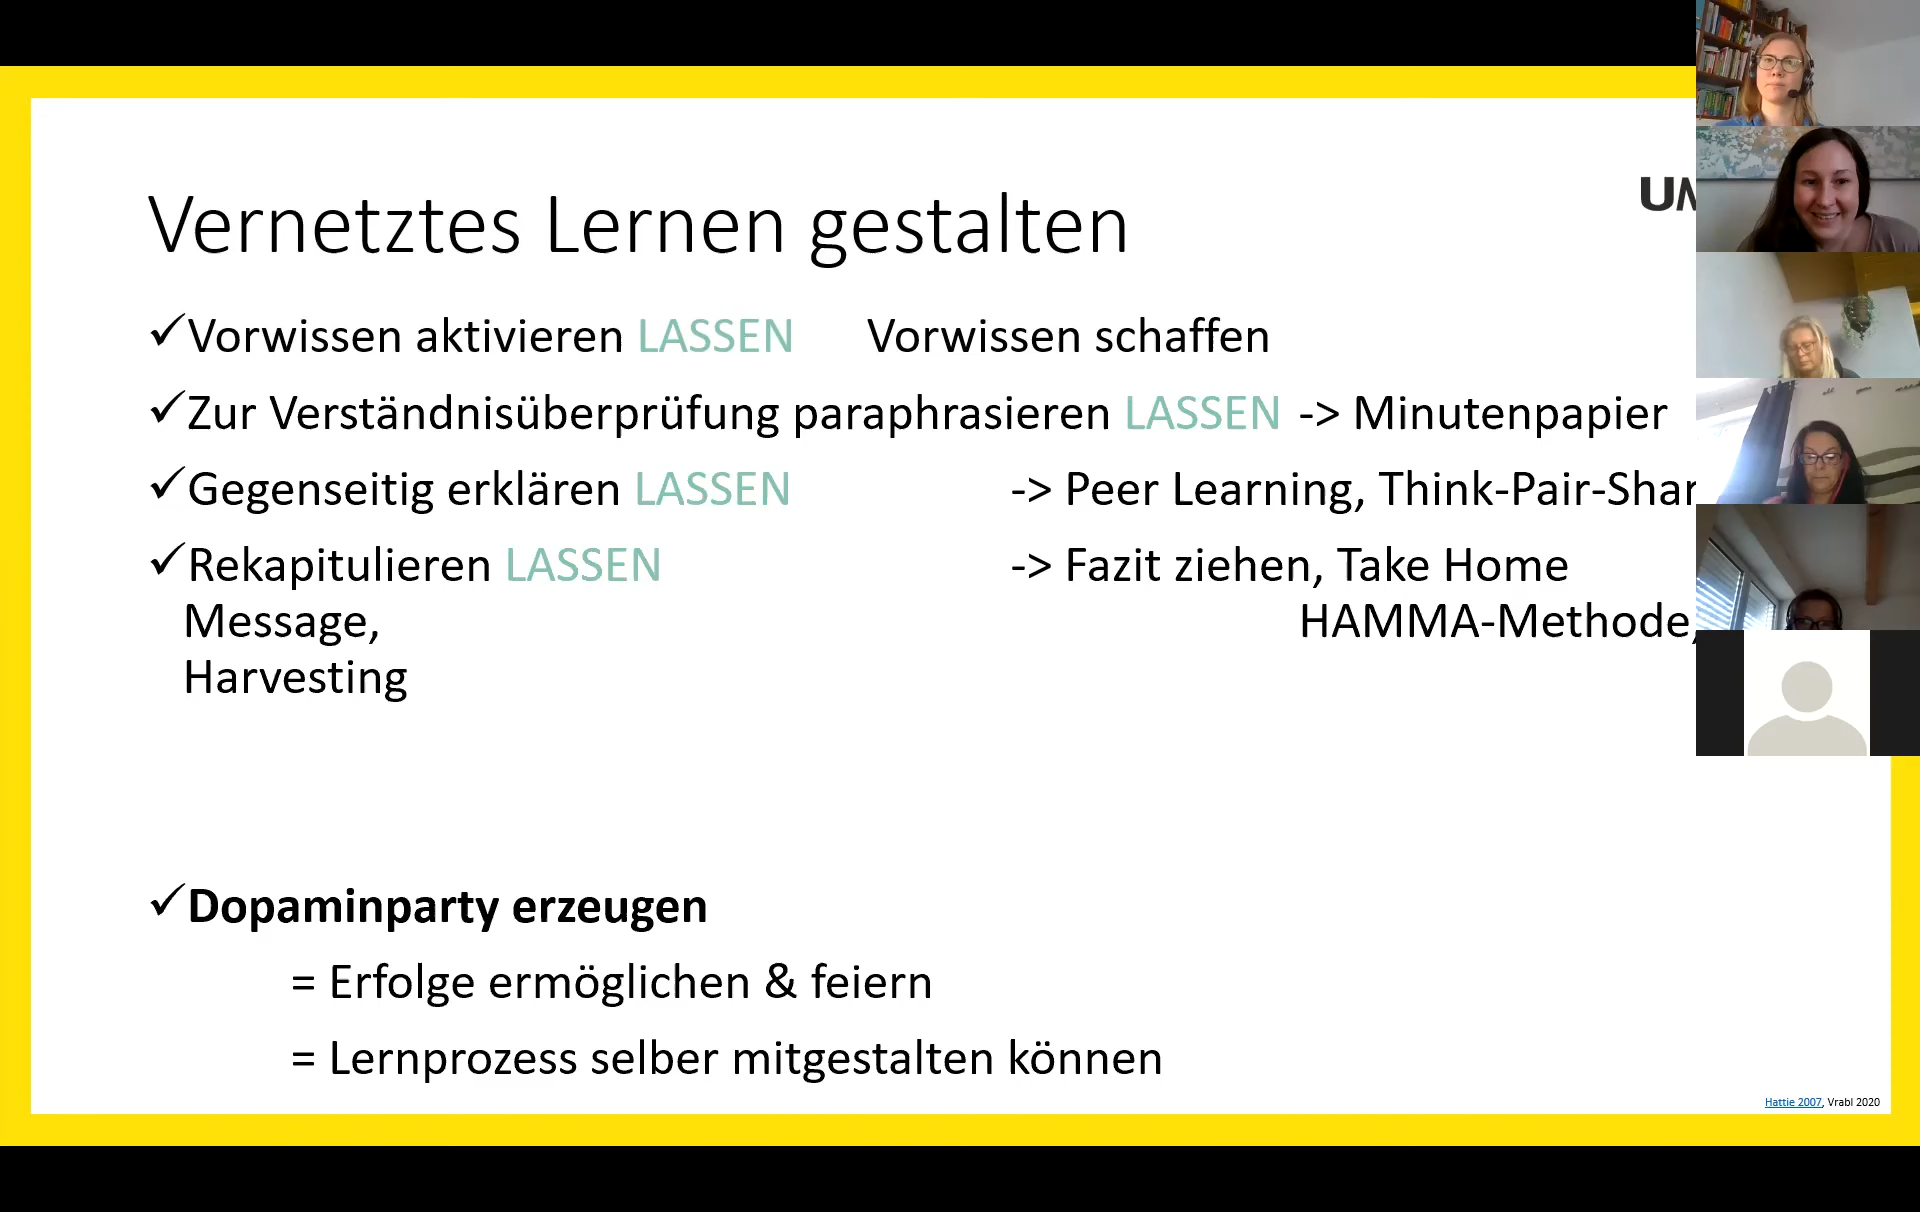 Vernetztes Lernen gestalten
✓Vorwissen aktivieren LASSEN Vorwissen schaffen
✓Zur Verständnisüberprüfung paraphrasieren LASSEN -> Minutenpapier
✓Gegenseitig erklären LASSEN -> Peer Learning, Think-Pair-Shar
✓Rekapitulieren LASSEN -> Fazit ziehen, Take Home
Message, HAMMA-Methode,
Harvesting
✓Dopaminparty erzeugen
= Erfolge ermöglichen & feiern
= Lernprozess selber mitgestalten können
Hattie 2007, Vrabl 2020